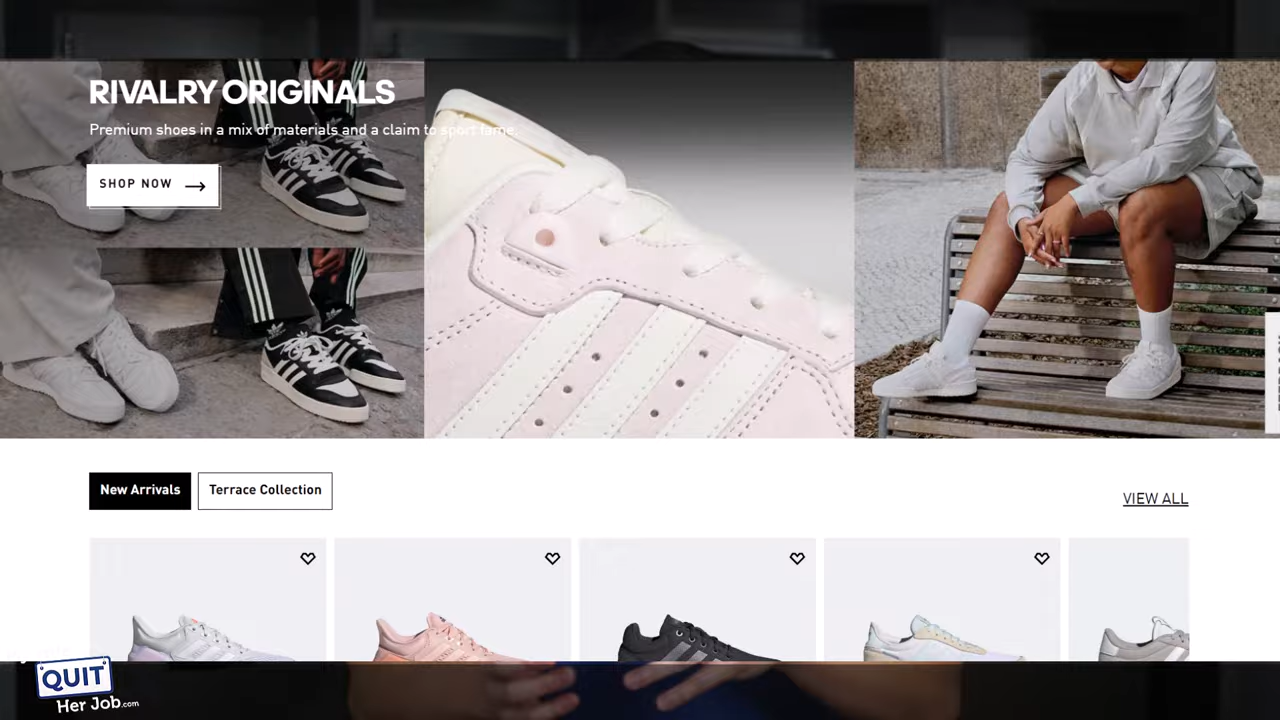 RIVALRY ORIGINALS
Premium shoes in a mix of materials and a claim to sport fame.
SHOP NOW
New Arrivals
Terrace Collection
VIEW ALL
QUIT
Her Job.com